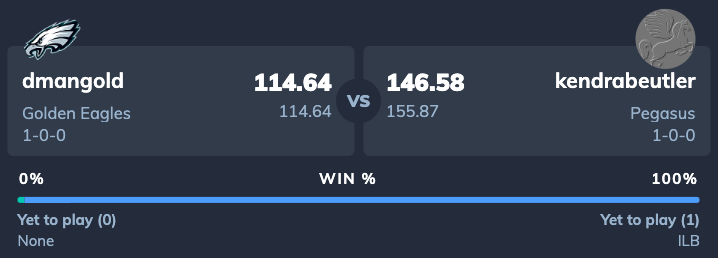 dmangold
114.64
VS
146.58
kendrabeutler
Golden Eagles
114.64
155.87
Pegasus
1-0-0
1-0-0
0%
WIN %
100%
Yet to play (0)
Yet to play (1)
None
ILB